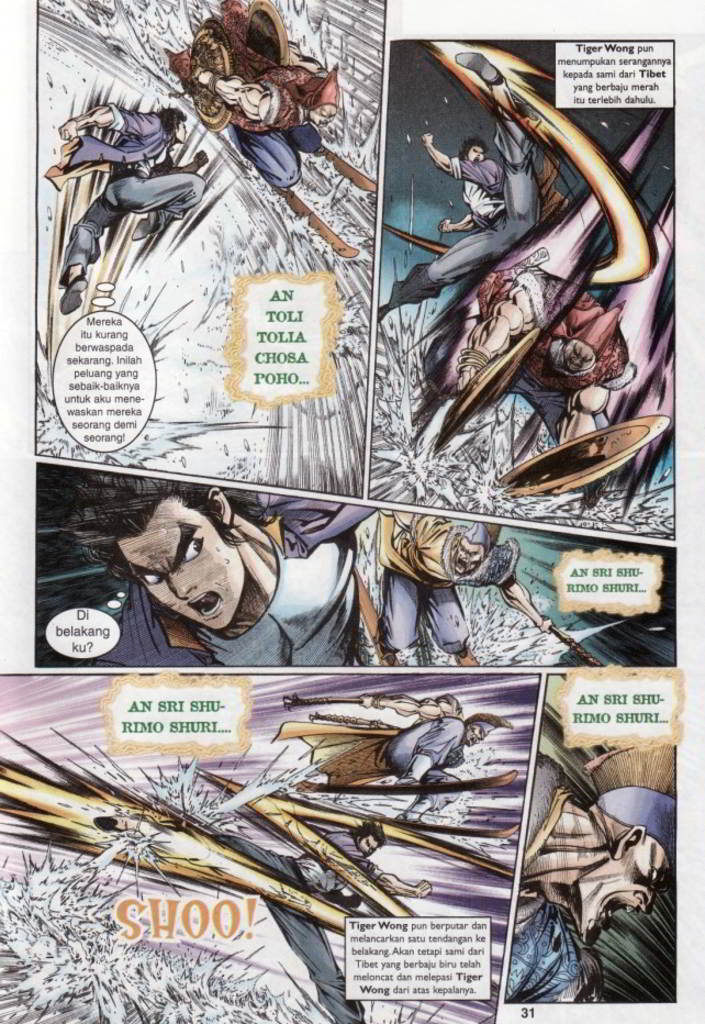 Tiger Wong pun
menumpukan serangannya
kepada sami dari Tibet
yang berbaju merah
itu terlebih dahulu.
AN
TOLI
TOLIA
CHOSA
POHO...
Mereka
itu kurang
berwaspada
sekarang. Inilah
peluang yang
sebaik-baiknya
untuk aku mene-
waskan mereka
seorang demi
seorang!
AN SRI SHU-
RIMO SHURI...
Di
belakang
ku?
AN SRI SHU-
RIMO SHURI....
AN SRI SHU-
RIMO SHURI...
SHOO!
Tiger Wong pun berputar dan
melancarkan satu tendangan ke
belakang. Akan tetapi sami dari
Tibet yang berbaju biru telah
meloncat dan melepasi Tiger
Wong dari atas kepalanya.
31